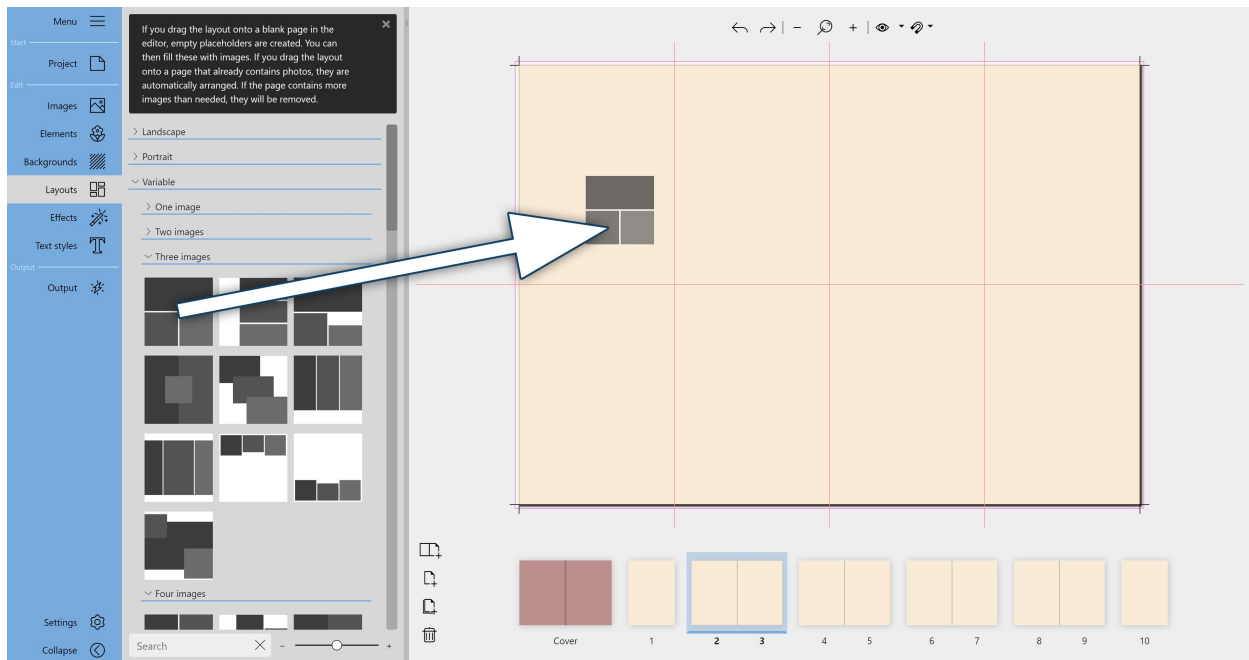 Menu
Start
Project
Edit
Images
Elements
Backgrounds
Layouts
Effects
Text styles
Output
Output
Settings
Collapse
If you drag the layout onto a blank page in the
editor, empty placeholders are created. You can
then fill these with images. If you drag the layout
onto a page that already contains photos, they are
automatically arranged. If the page contains more
images than needed, they will be removed.
Landscape
Portrait
Variable
One image
Two images
Three images
Four images
Search
Cover
1
2 3
4 5
6 7
8 9
10